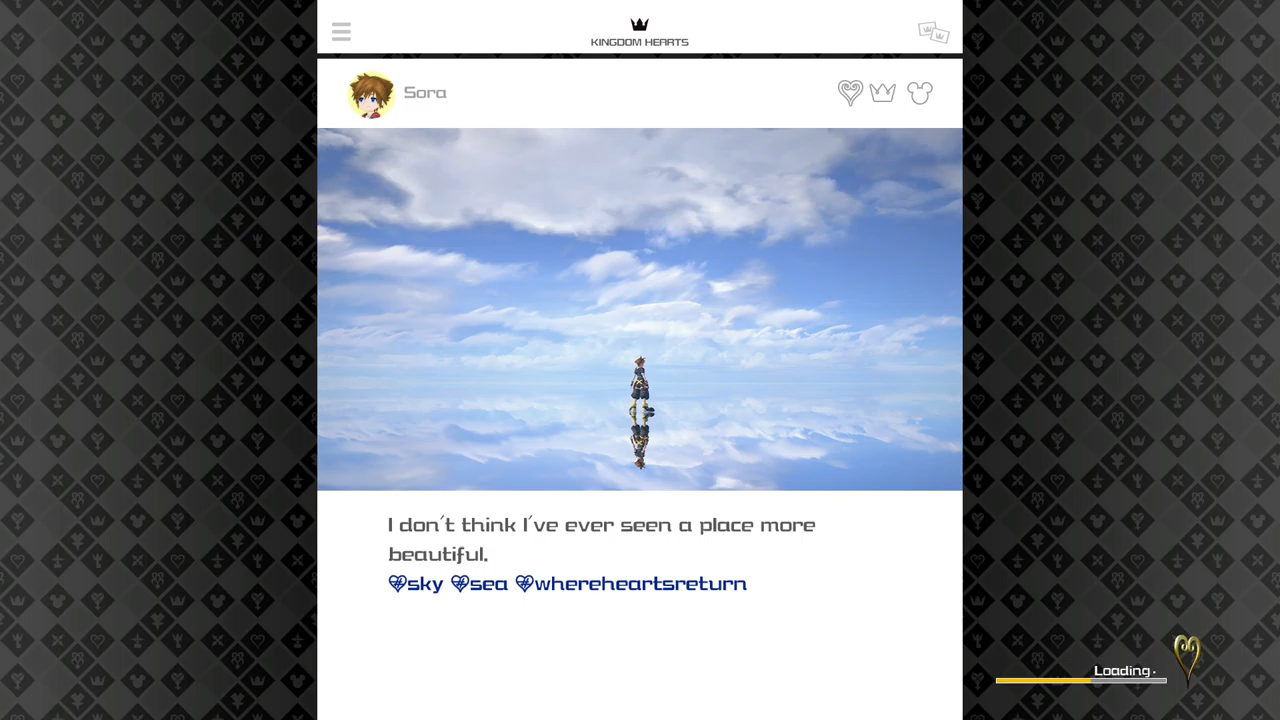 KINGDOM HEARTS
Sora
I don't think I've ever seen a place more
beautiful.
sky sea whereheartsreturn
Loading.